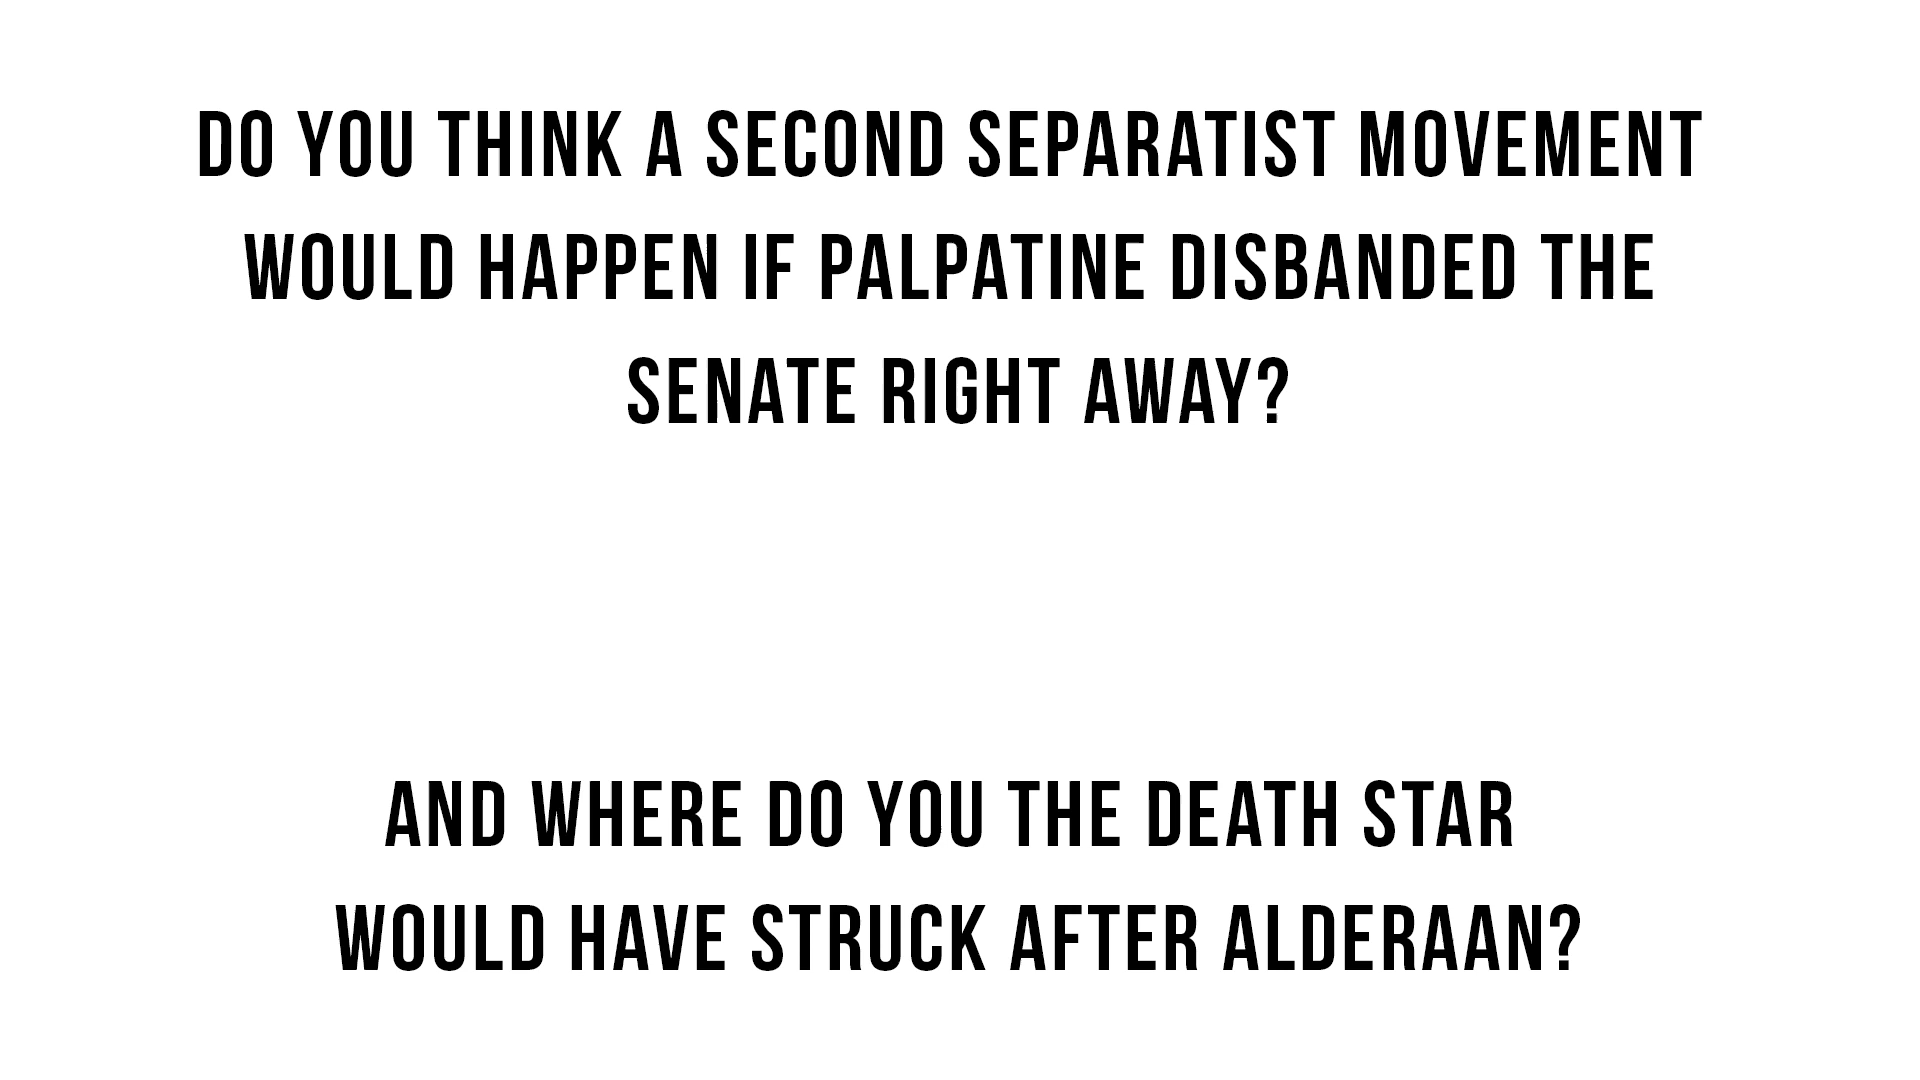 DO YOU THINK A SECOND SEPARATIST MOVEMENT
WOULD HAPPEN IF PALPATINE DISBANDED THE
SENATE RIGHT AWAY?
AND WHERE DO YOU THE DEATH STAR
WOULD HAVE STRUCK AFTER ALDERAAN?